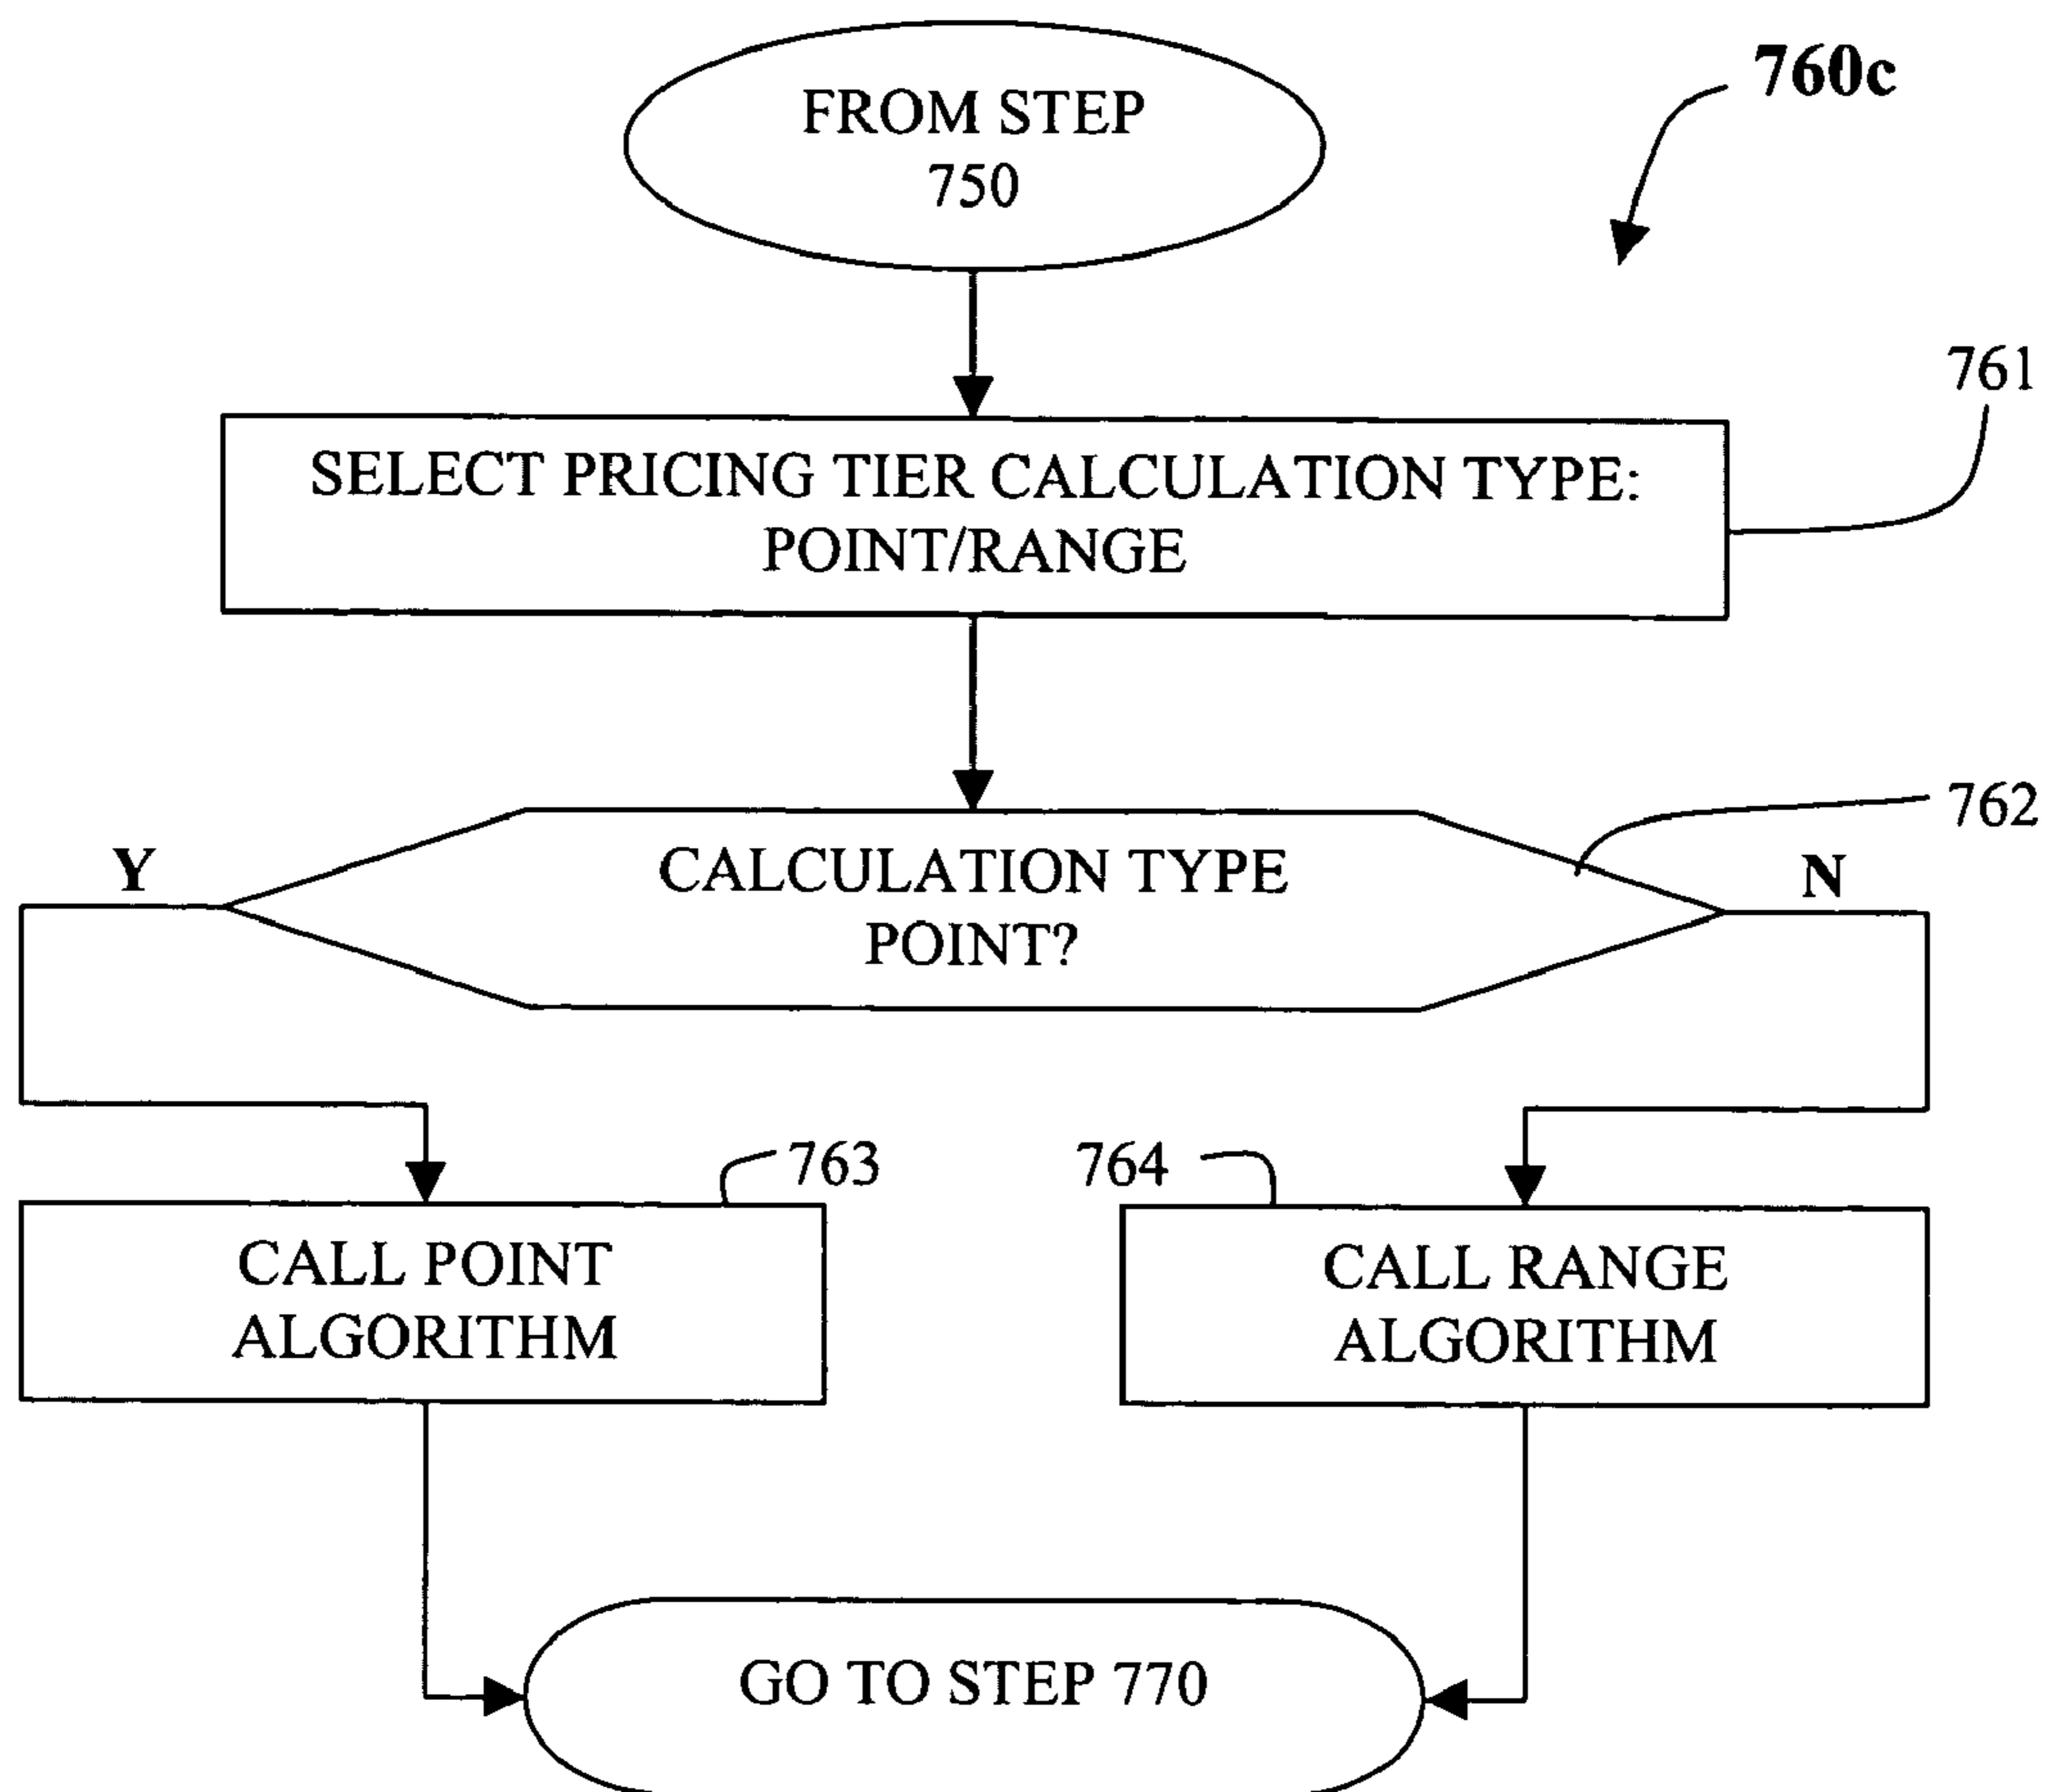 FROM STEP
750
760c
761
SELECT PRICING TIER CALCULATION TYPE:
POINT/RANGE
762
Y
CALCULATION TYPE
POINT?
N
763
764
CALL POINT
ALGORITHM
CALL RANGE
ALGORITHM
GO TO STEP 770